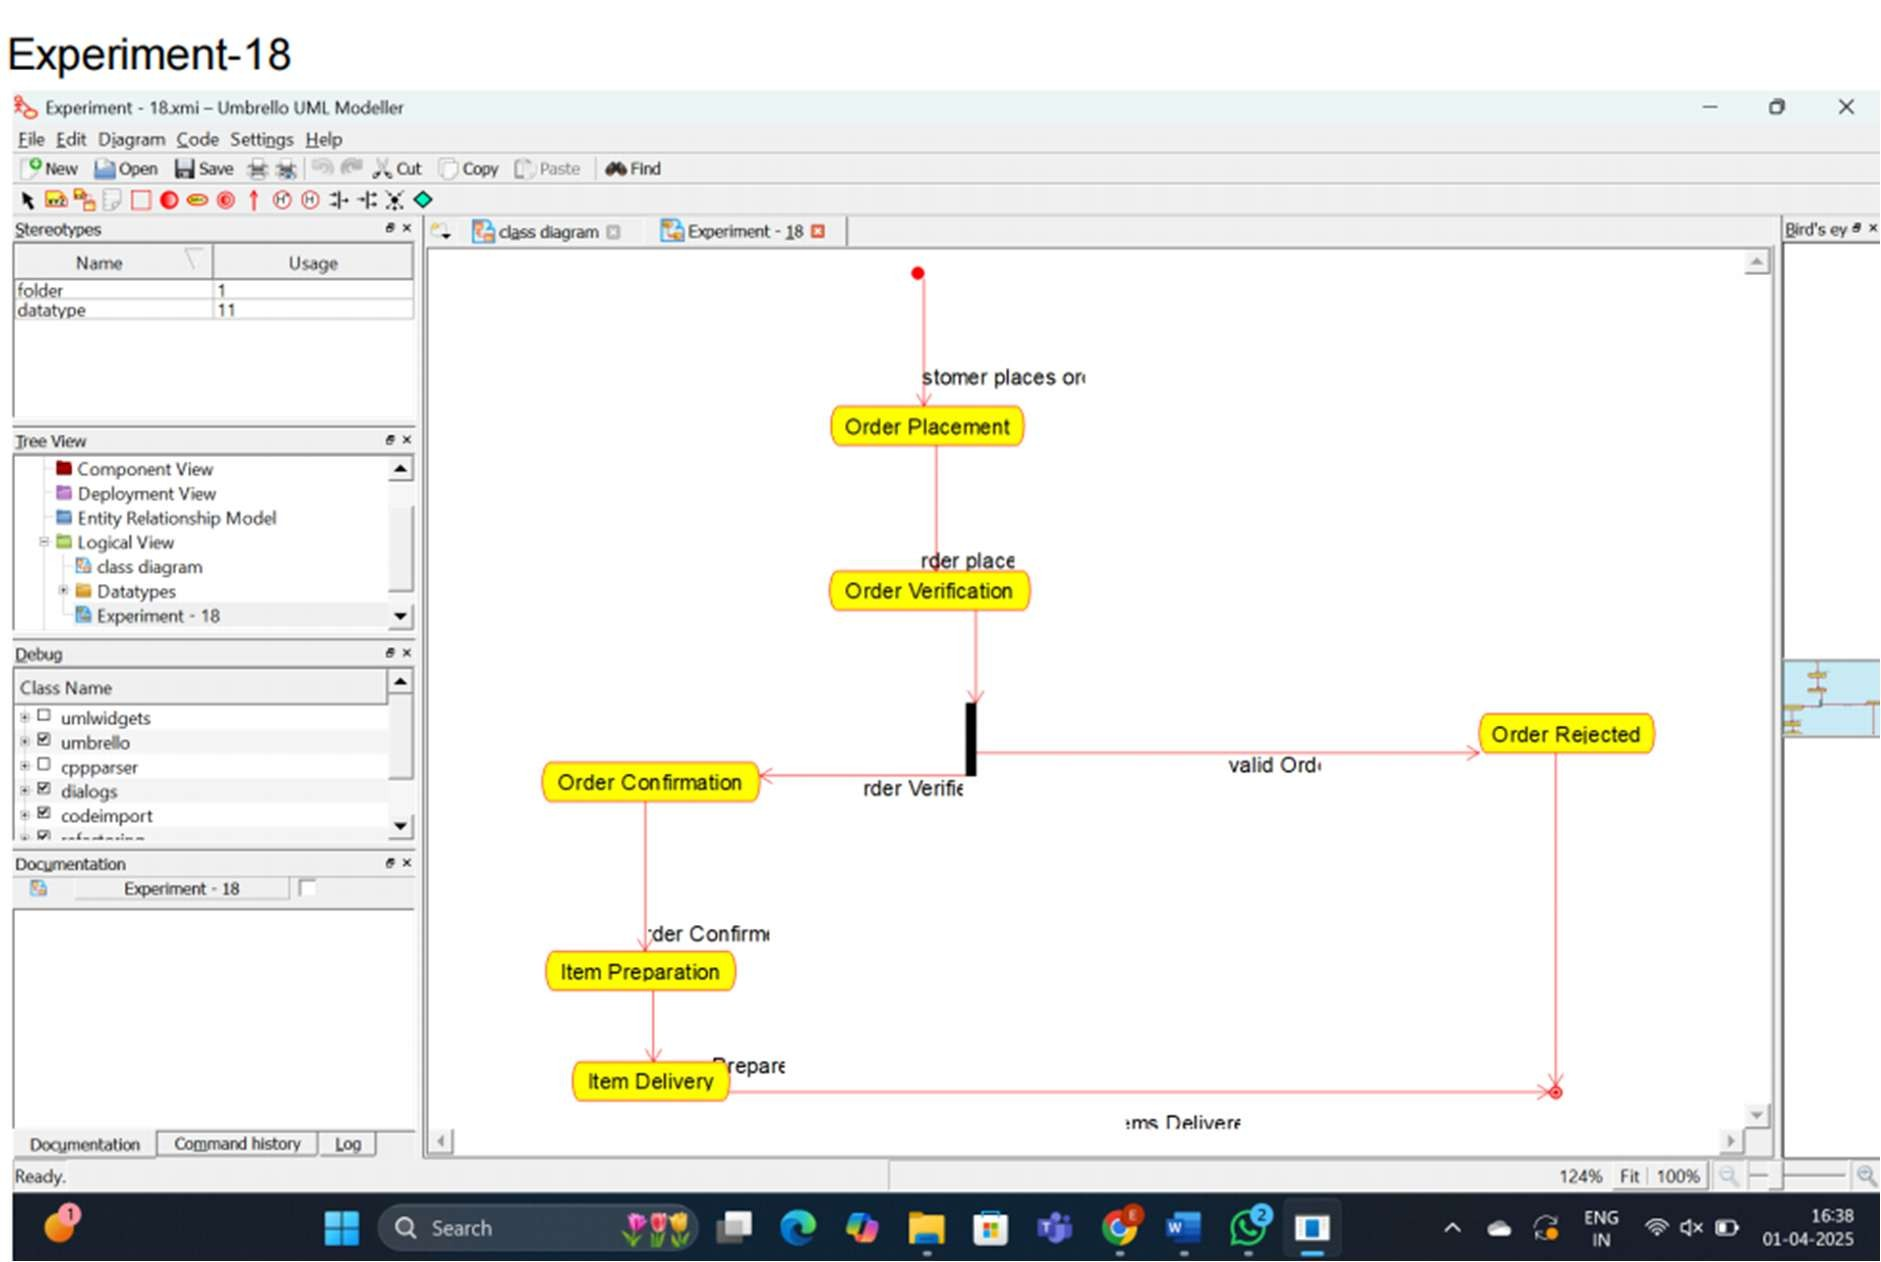 Experiment-18
Experiment - 18.xmi – Umbrello UML Modeller
File Edit Diagram Code Settings Help
New Open Save Cut Copy Paste Find
Stereotypes
Name Usage
folder 1
datatype 11
Tree View
Component View
Deployment View
Entity Relationship Model
Logical View
class diagram
Datatypes
Experiment - 18
Debug
Class Name
umlwidgets
umbrello
cppparser
dialogs
codeimport
Documentation
Experiment - 18
Documentation Command history Log
Ready.
class diagram Experiment - 18
stomer places or
Order Placement
rder place
Order Verification
Order Rejected
valid Ord
Order Confirmation
rder Verifie
rder Confirm
Item Preparation
Prepare
Item Delivery
ms Delivere
Bird's ey
124% Fit 100%
1
Search
E
2
ENG
IN
16:38
01-04-2025